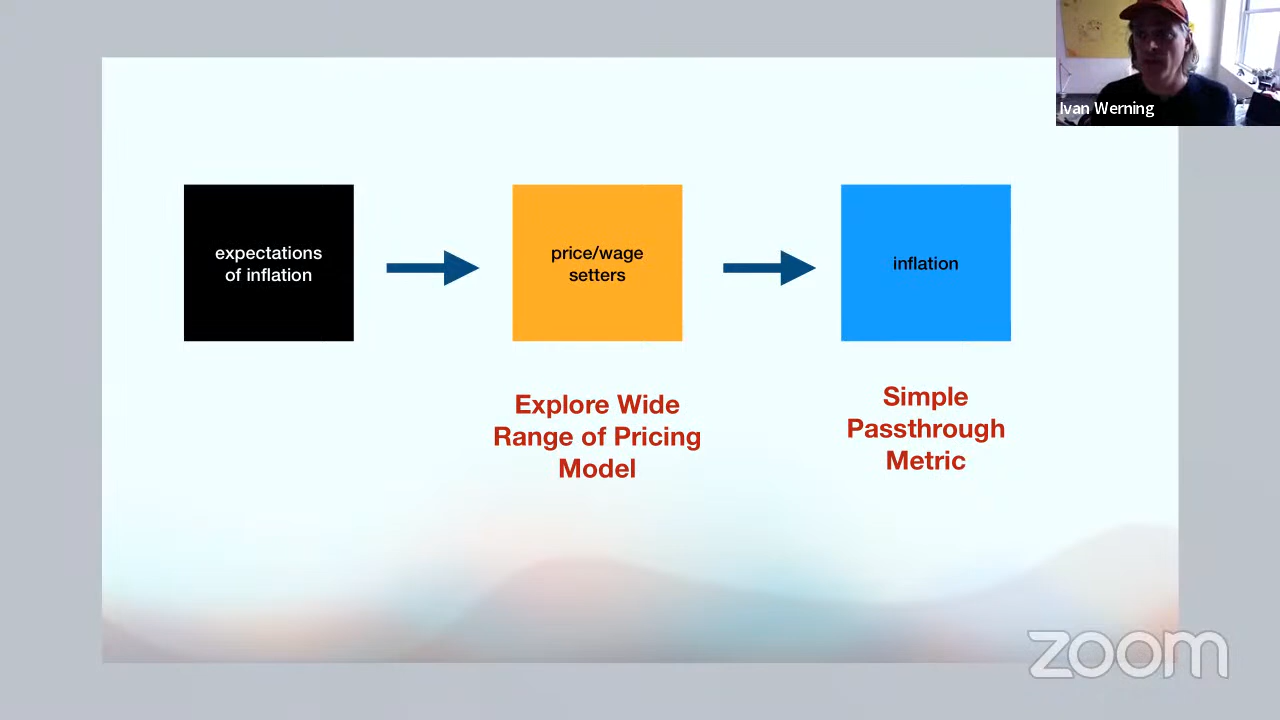 Ivan Werning
expectations
of inflation
price/wage
setters
inflation
Explore Wide
Range of Pricing
Model
Simple
Passthrough
Metric
zoom